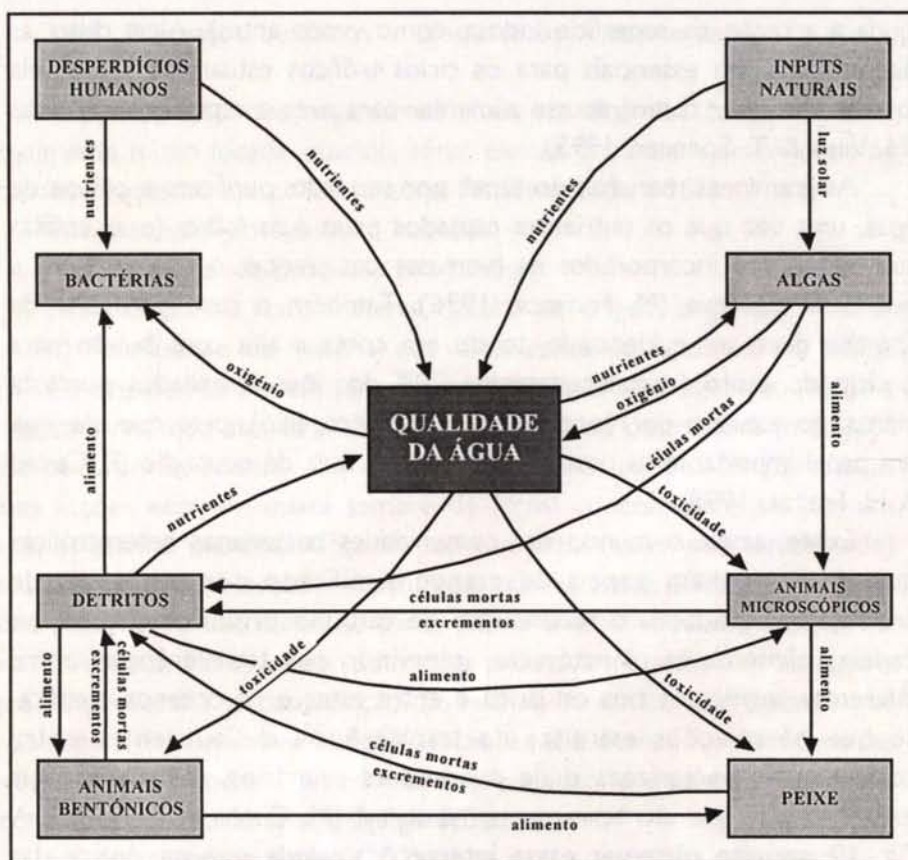 DESPERDÍCIOS
HUMANOS
INPUTS
NATURAIS
nutrientes
nutrientes
nutrientes
luz solar
BACTÉRIAS
ALGAS
oxigénio
nutrientes
oxigénio
QUALIDADE
DA ÁGUA
células mortas
alimento
alimento
nutrientes
toxicidade
DETRITOS
células mortas
excrementos
ANIMAIS
MICROSCÓPICOS
alimento
excrementos
células mortas
toxicidade
alimento
toxicidade
alimento
células mortas
excrementos
ANIMAIS
BENTÓNICOS
alimento
PEIXE